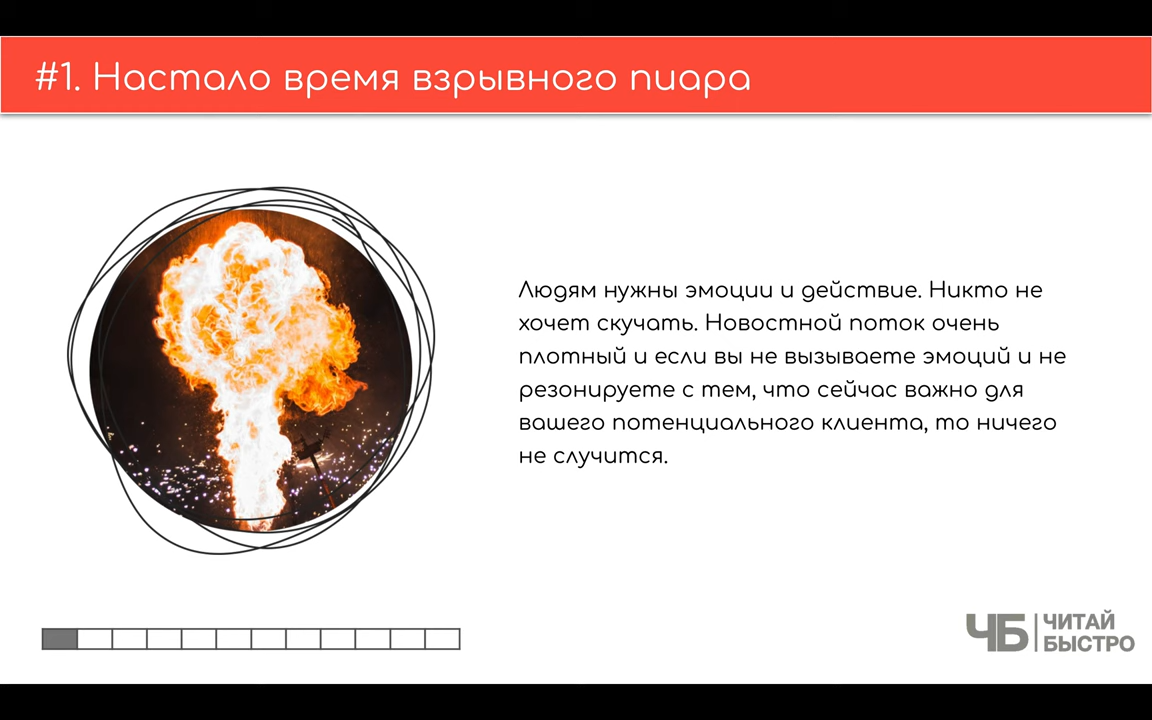 #1. Настало время взрывного пиара
Людям нужны эмоции и действие. Никто не
хочет скучать. Новостной поток очень
плотный и если вы не вызываете эмоций и не
резонируете с тем, что сейчас важно для
вашего потенциального клиента, то ничего
не случится.
ЧБ ЧИТАЙ
БЫСТРО